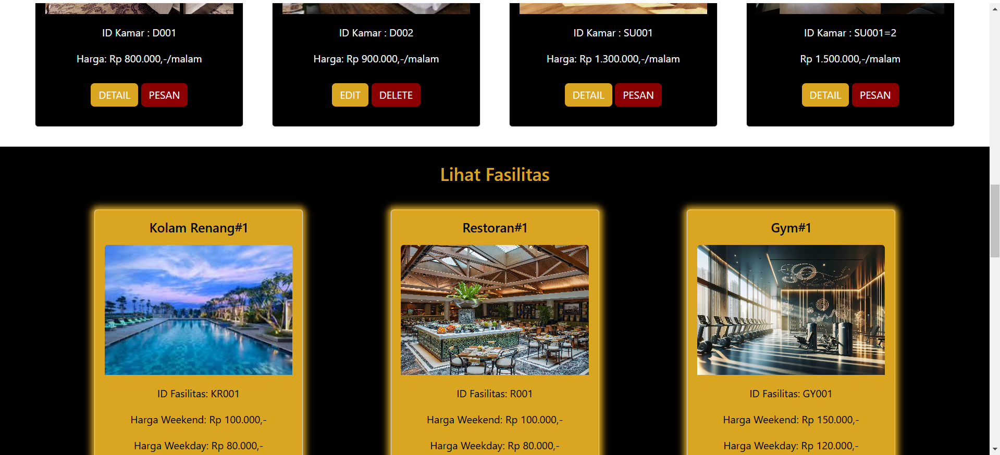 ID Kamar : D001
Harga: Rp 800.000,-/malam
DETAIL PESAN
ID Kamar : D002
Harga: Rp 900.000,-/malam
EDIT DELETE
ID Kamar : SU001
Harga: Rp 1.300.000,-/malam
DETAIL PESAN
ID Kamar : SU001=2
Rp 1.500.000,-/malam
DETAIL PESAN
Lihat Fasilitas
Kolam Renang#1
ID Fasilitas: KR001
Harga Weekend: Rp 100.000,-
Harga Weekday: Rp 80.000,-
Restoran#1
ID Fasilitas: R001
Harga Weekend: Rp 100.000,-
Harga Weekday: Rp 80.000,-
Gym#1
ID Fasilitas: GY001
Harga Weekend: Rp 150.000,-
Harga Weekday: Rp 120.000,-